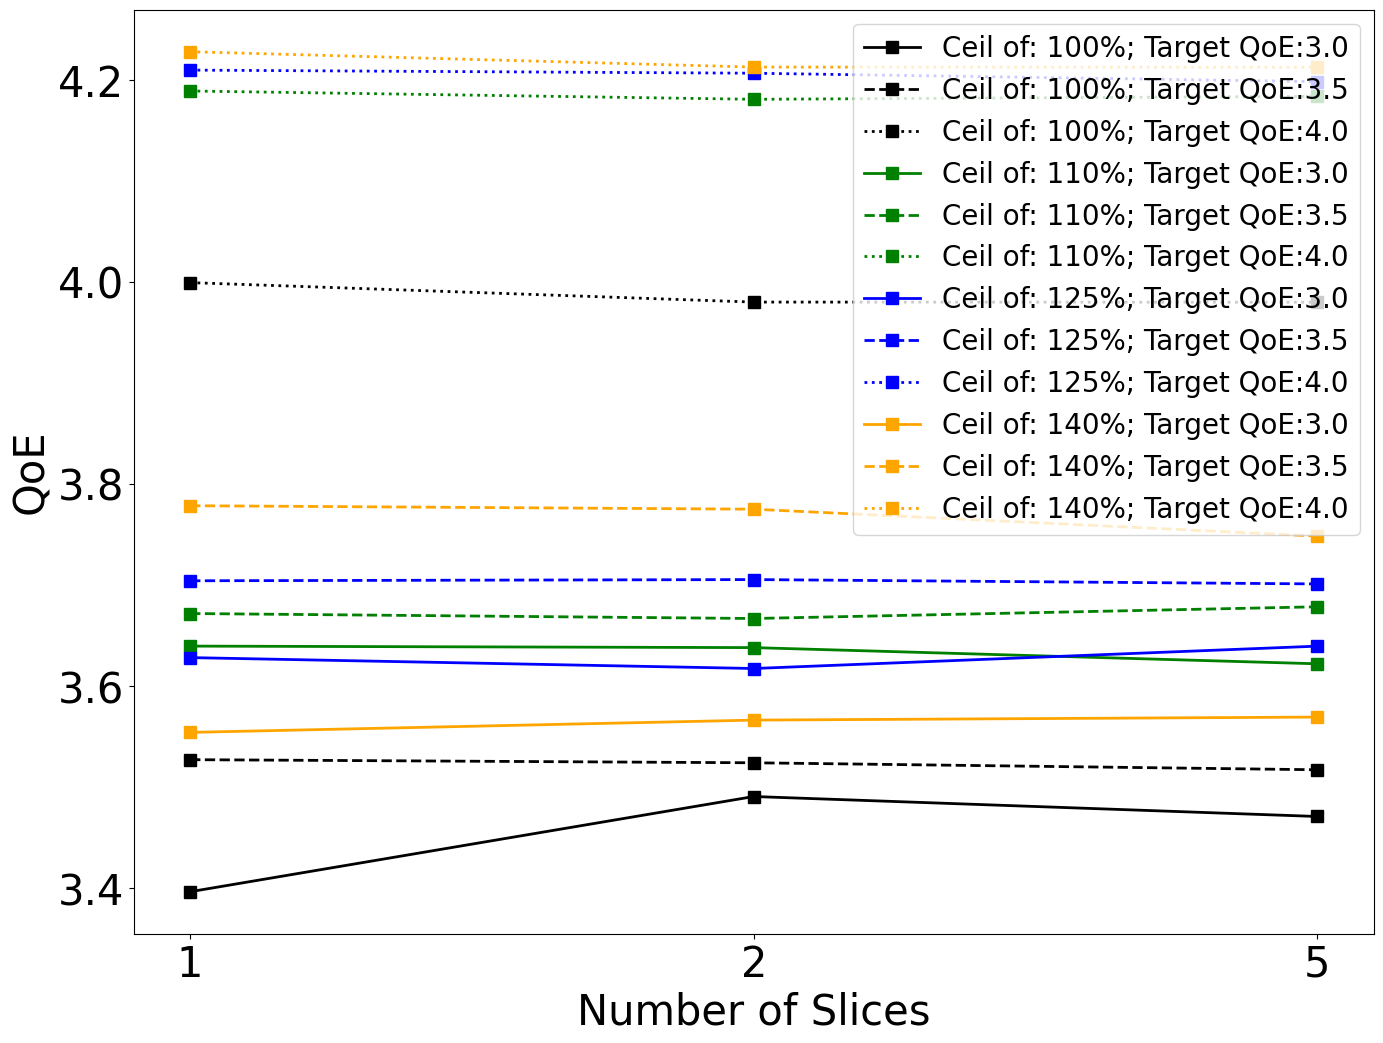 Ceil of: 100%; Target QoE:3.0
Ceil of: 100%; Target QoE:3.5
Ceil of: 100%; Target QoE:4.0
Ceil of: 110%; Target QoE:3.0
Ceil of: 110%; Target QoE:3.5
Ceil of: 110%; Target QoE:4.0
Ceil of: 125%; Target QoE:3.0
Ceil of: 125%; Target QoE:3.5
Ceil of: 125%; Target QoE:4.0
Ceil of: 140%; Target QoE:3.0
Ceil of: 140%; Target QoE:3.5
Ceil of: 140%; Target QoE:4.0
4.2
4.0
3.8
3.6
3.4
QoE
1 2 5
Number of Slices